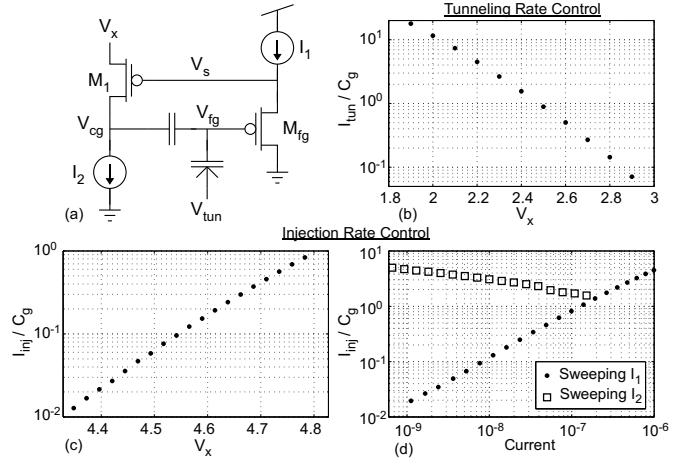 V_x
I_1
V_s
M_1
V_cg
V_fg
M_fg
I_2
V_tun
(a)
Tunneling Rate Control
I_tun / C_g
10^1
10^0
10^-1
1.8 2 2.2 2.4 2.6 2.8 3
V_x
(b)
Injection Rate Control
I_inj / C_g
10^0
10^-1
10^-2
4.4 4.5 4.6 4.7 4.8
V_x
(c)
I_inj / C_g
10^1
10^0
10^-1
10^-2
10^-9 10^-8 10^-7 10^-6
Current
(d)
Sweeping I_1
Sweeping I_2